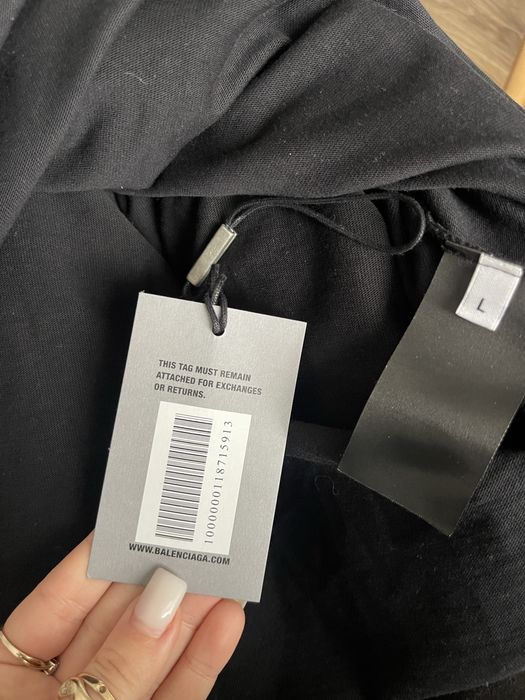 THIS TAG MUST REMAIN
ATTACHED FOR EXCHANGES
OR RETURNS.
1000000118715913
WWW.BALENCIAGA.COM
L